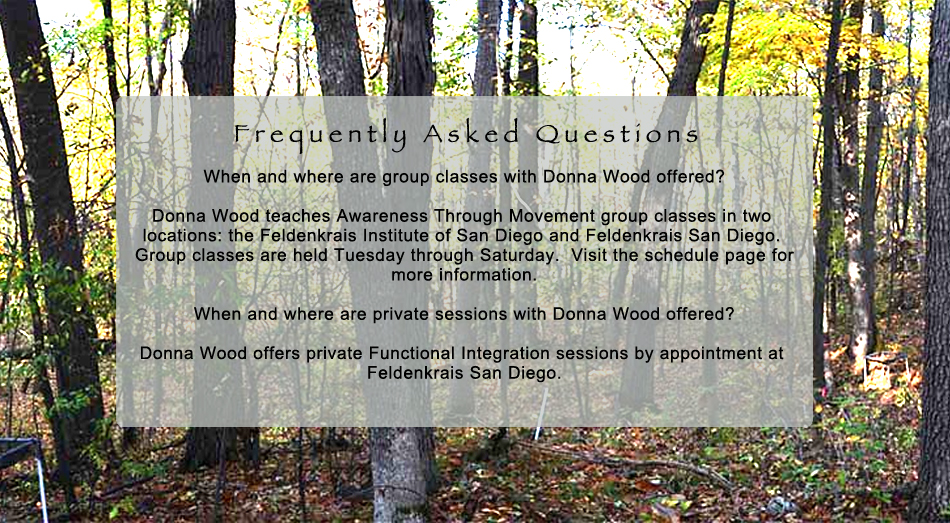 Frequently Asked Questions
When and where are group classes with Donna Wood offered?
Donna Wood teaches Awareness Through Movement group classes in two
locations: the Feldenkrais Institute of San Diego and Feldenkrais San Diego.
Group classes are held Tuesday through Saturday.  Visit the schedule page for
more information.
When and where are private sessions with Donna Wood offered?
Donna Wood offers private Functional Integration sessions by appointment at
Feldenkrais San Diego.